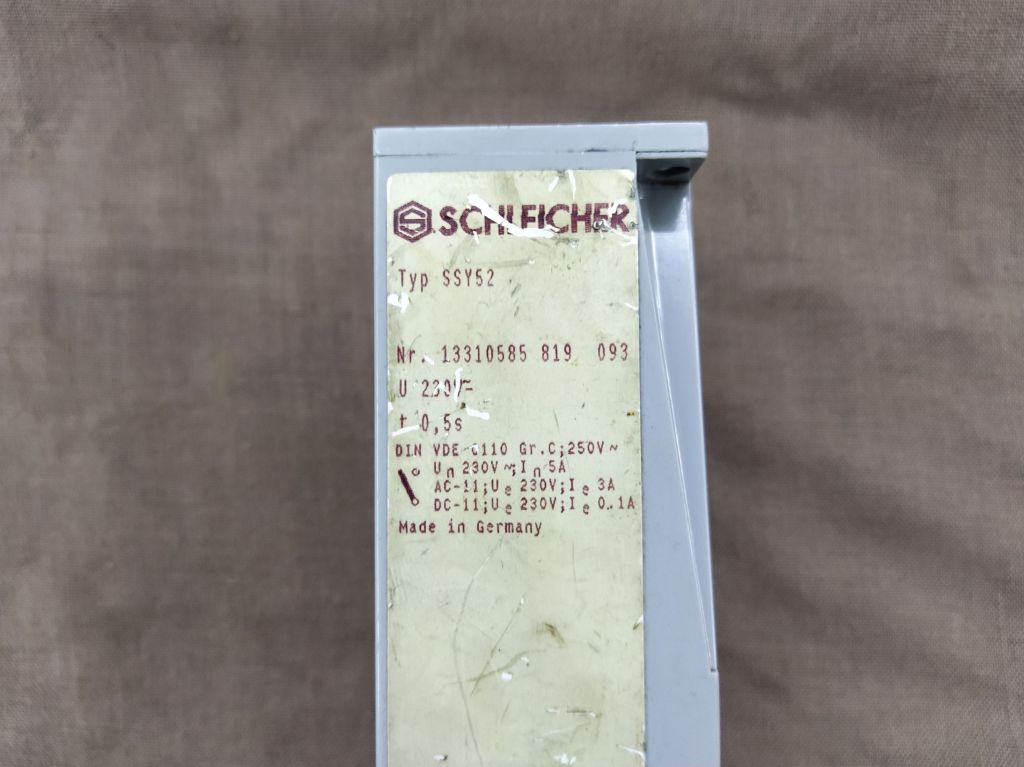 SCHLEICHER
Typ SSY52
Nr. 13310585 819 093
U 230V=
t 0,5s
DIN VDE 0110 Gr.C;250V~
Un 230V~;In 5A
AC-11;Ue 230V;Ie 3A
DC-11;Ue 230V;Ie 0.1A
Made in Germany